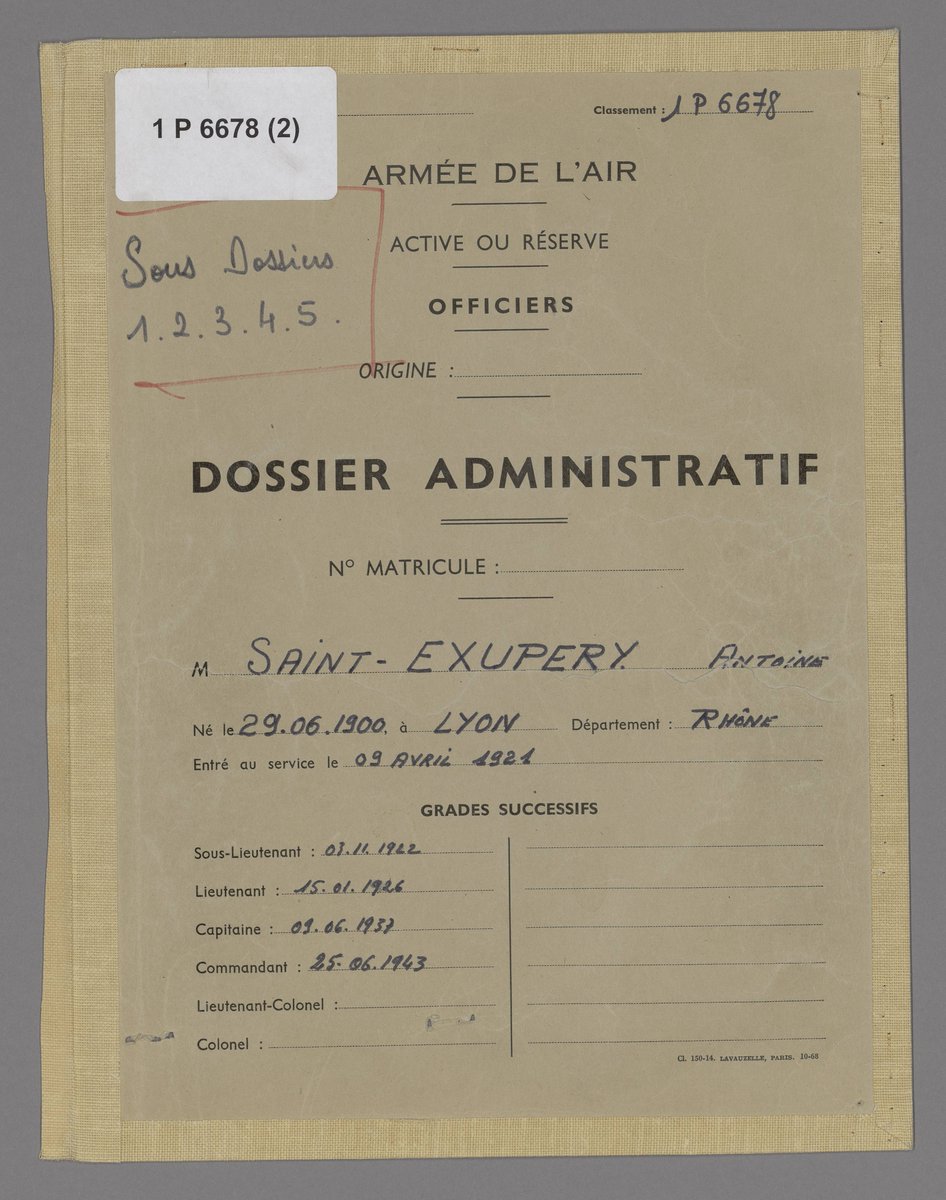 1 P 6678 (2)
Classement : 1 P 6678
ARMÉE DE L'AIR
ACTIVE OU RÉSERVE
Sous Dossiers
1.2.3.4.5.
OFFICIERS
ORIGINE :
DOSSIER ADMINISTRATIF
N° MATRICULE :
M SAINT-EXUPERY Antoine
Né le 29.06.1900, à LYON Département : RHÔNE
Entré au service le 09 AVRIL 1921
GRADES SUCCESSIFS
Sous-Lieutenant : 03.11.1922
Lieutenant : 15.01.1926
Capitaine : 09.06.1937
Commandant : 25.06.1943
Lieutenant-Colonel :
Colonel :
Cl. 150-14. LAVAUZELLE, PARIS. 10-68